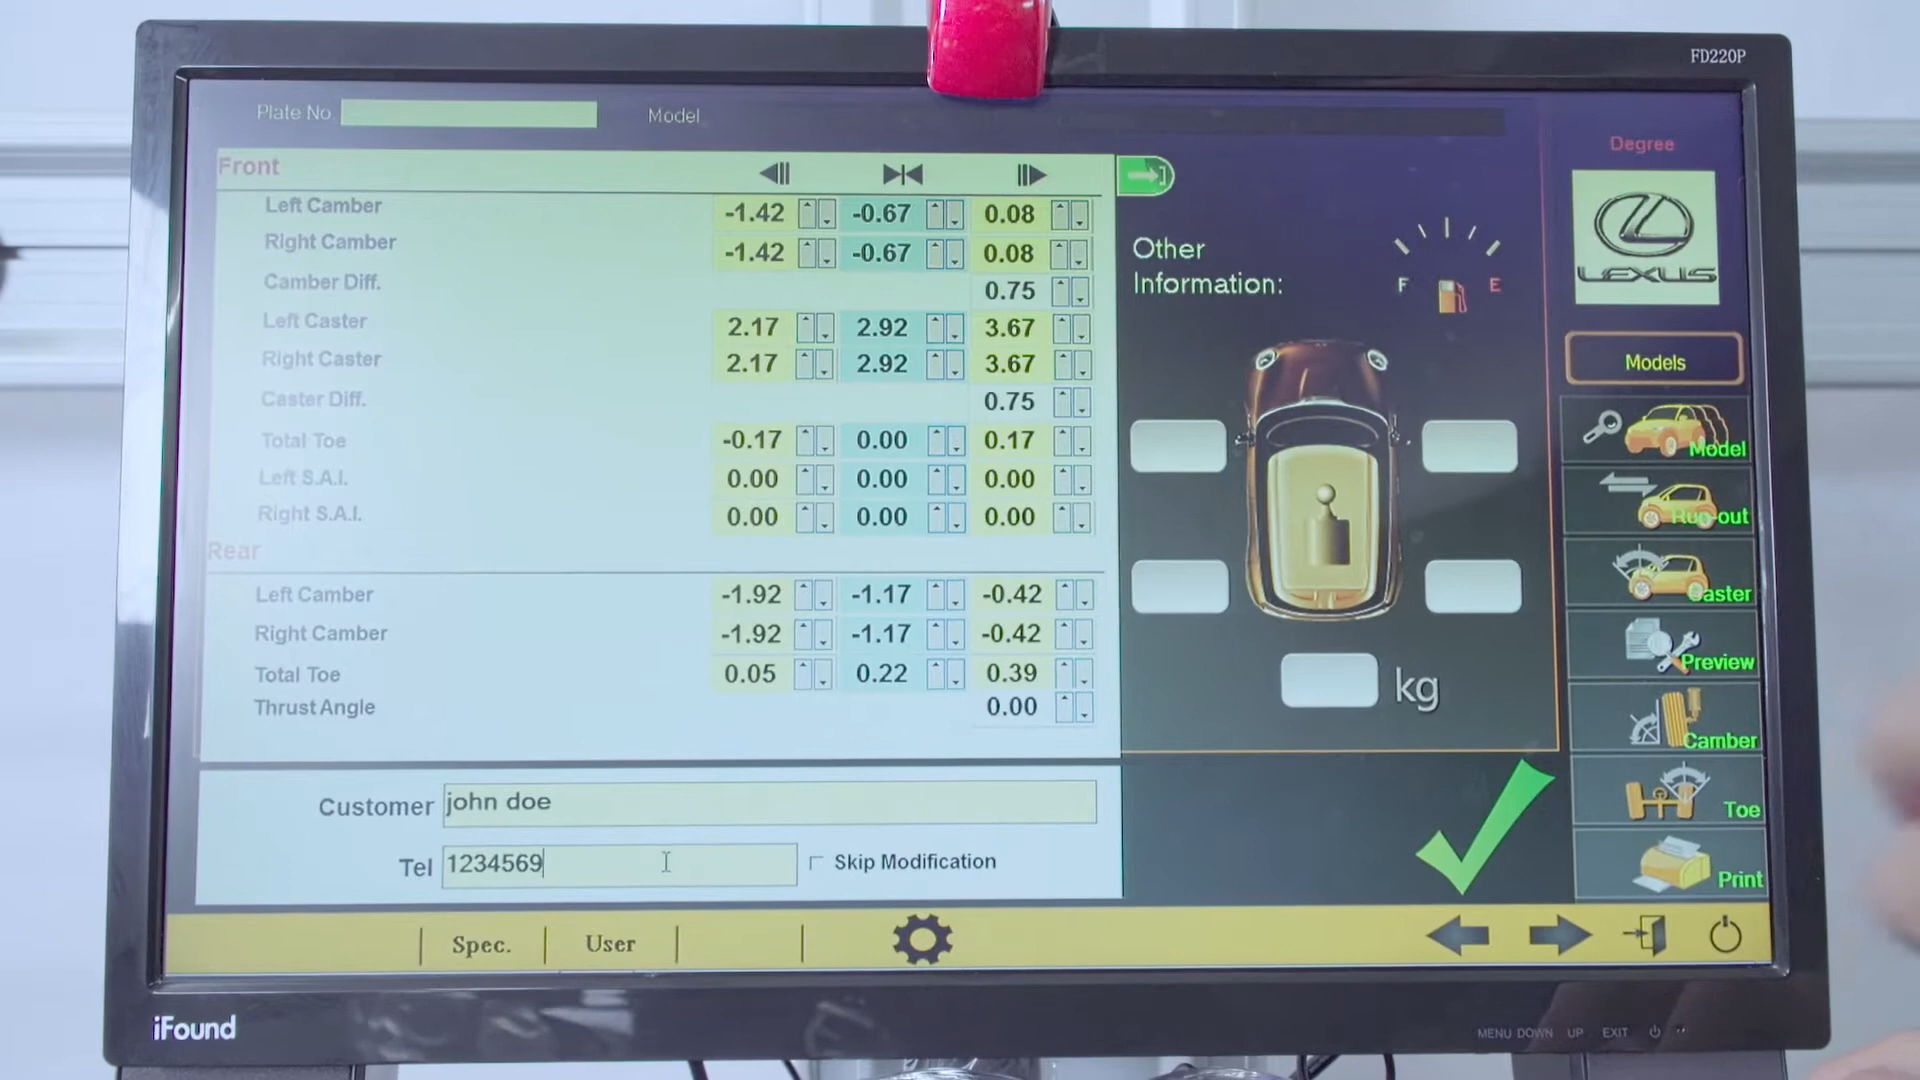 FD220P
Plate No. Model
Degree
Front
LEXUS
Left Camber -1.42 -0.67 0.08
Right Camber -1.42 -0.67 0.08
Camber Diff. 0.75
Left Caster 2.17 2.92 3.67
Right Caster 2.17 2.92 3.67
Caster Diff. 0.75
Total Toe -0.17 0.00 0.17
Left S.A.I. 0.00 0.00 0.00
Right S.A.I. 0.00 0.00 0.00
Rear
Left Camber -1.92 -1.17 -0.42
Right Camber -1.92 -1.17 -0.42
Total Toe 0.05 0.22 0.39
Thrust Angle 0.00
Other
Information:
F E
kg
Models
Model
Run-out
Caster
Preview
Camber
Toe
Print
Customer john doe
Tel 1234569 Skip Modification
Spec. User
iFound
MENU DOWN UP EXIT